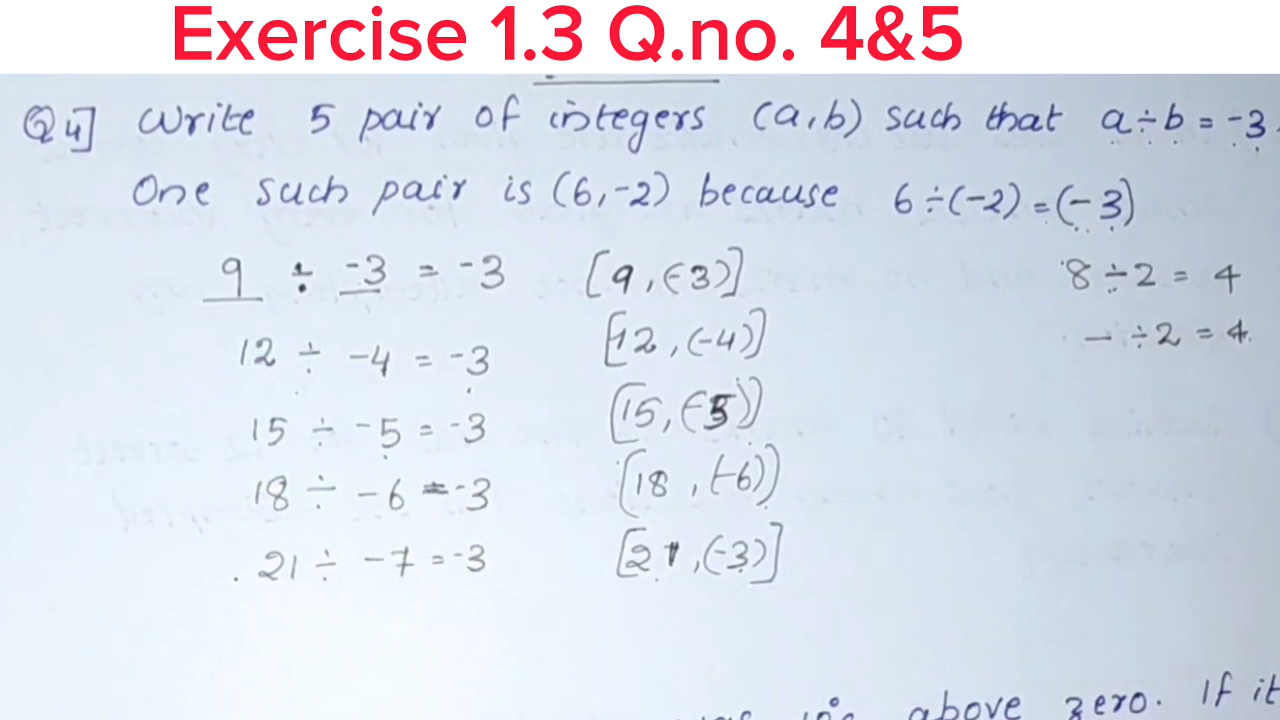 Exercise 1.3 Q.no. 4&5
Q4] Write 5 pair of integers (a,b) such that a÷b = -3.
One such pair is (6,-2) because 6÷(-2)=(-3)
9 ÷ -3 = -3 [9,(-3)] 8÷2 = 4
12 ÷ -4 = -3 [12,(-4)] — ÷2 = 4
15 ÷ -5 = -3 (15,(-5))
18 ÷ -6 = -3 (18,(-6))
21 ÷ -7 = -3 [21,(-3)]
above zero. If it